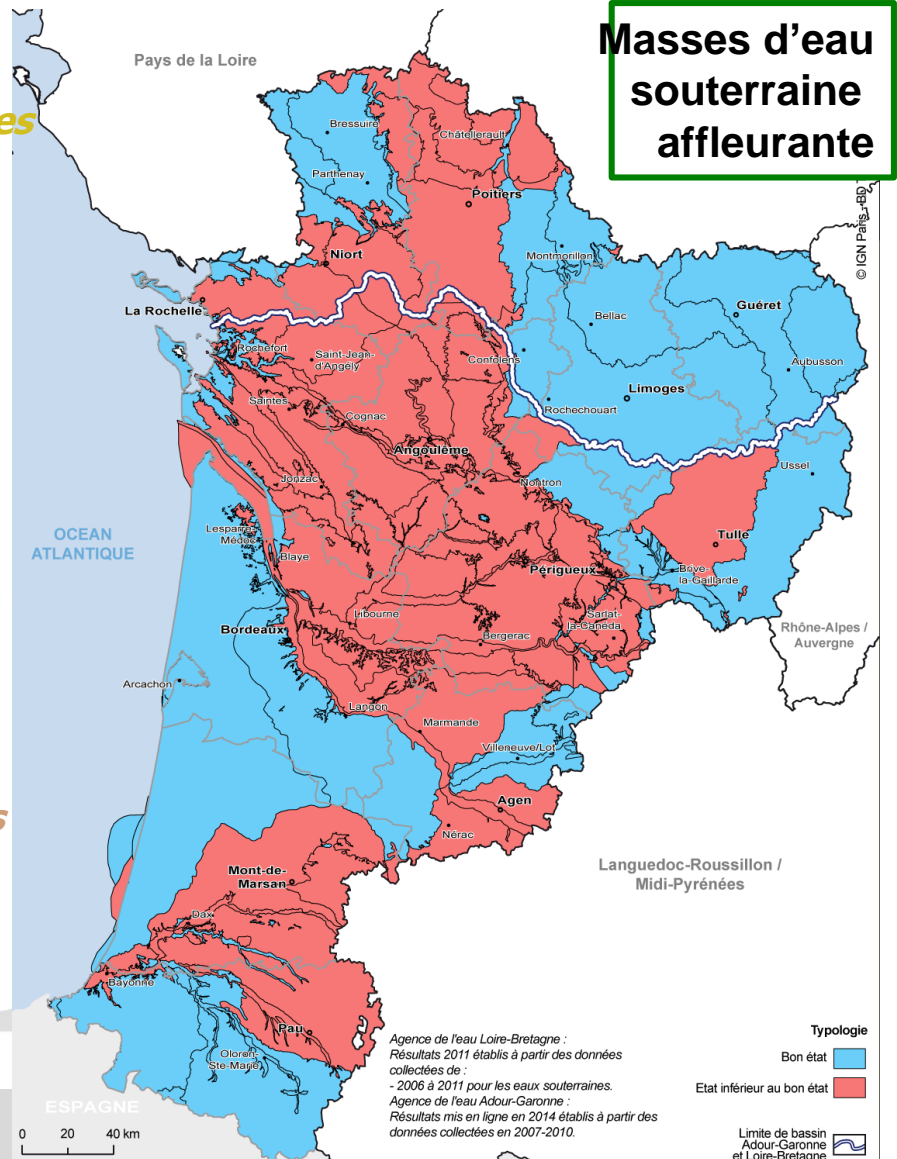 Masses d'eau
souterraine
affleurante
Pays de la Loire
es
Bressuire
Châtellerault
Parthenay
Poitiers
© IGN Paris - BD
Niort
Montmorillon
La Rochelle
Guéret
Bellac
Rochefort
Saint-Jean-
d'Angély
Confolens
Aubusson
Limoges
Saintes
Rochechouart
Cognac
Angoulême
Ussel
Jonzac
Nontron
OCEAN
ATLANTIQUE
Lesparre-
Médoc
Tulle
Blaye
Périgueux
Brive-
la-Gaillarde
Libourne
Sarlat-
la-Canéda
Bordeaux
Bergerac
Rhône-Alpes /
Auvergne
Arcachon
Langon
Marmande
Villeneuve/Lot
s
Agen
Nérac
Languedoc-Roussillon /
Midi-Pyrénées
Mont-de-
Marsan
Dax
Bayonne
Pau
Oloron-
Ste-Marie
ESPAGNE
0 20 40 km
Agence de l'eau Loire-Bretagne :
Résultats 2011 établis à partir des données
collectées de :
- 2006 à 2011 pour les eaux souterraines.
Agence de l'eau Adour-Garonne :
Résultats mis en ligne en 2014 établis à partir des
données collectées en 2007-2010.
Typologie
Bon état
Etat inférieur au bon état
Limite de bassin
Adour-Garonne
et Loire-Bretagne